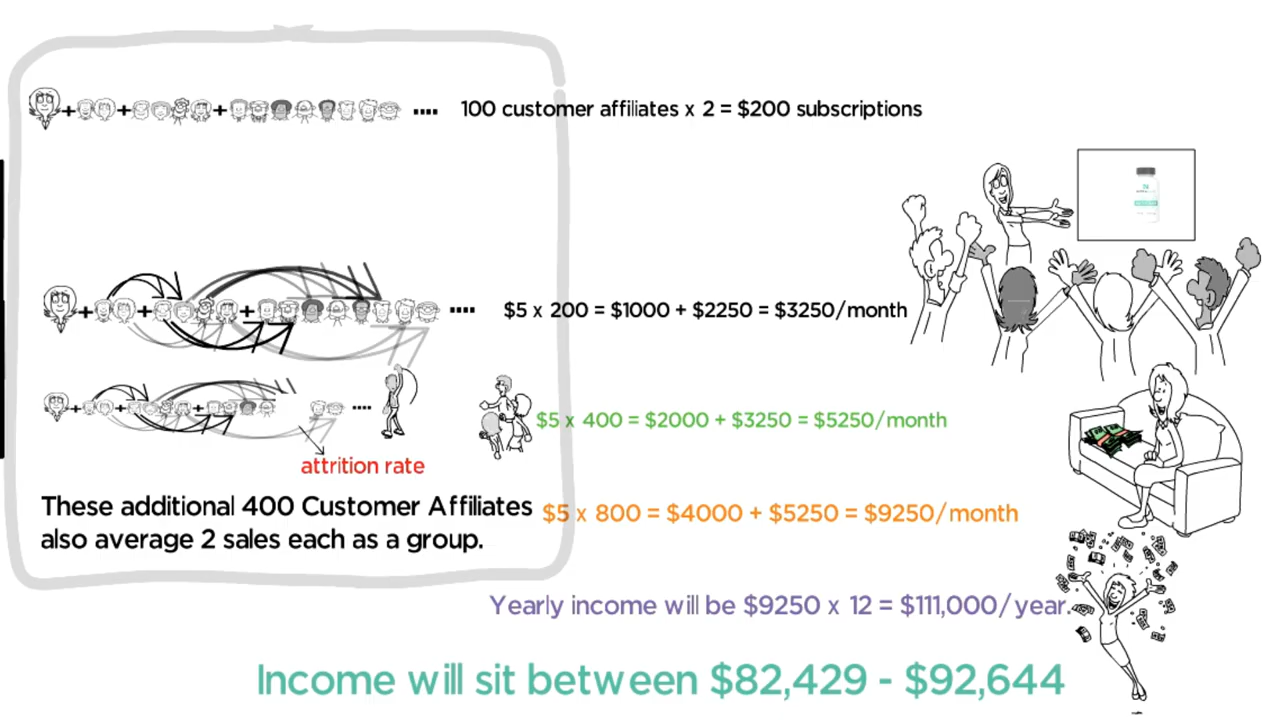 100 customer affiliates x 2 = $200 subscriptions
$5 x 200 = $1000 + $2250 = $3250/month
$5 x 400 = $2000 + $3250 = $5250/month
attrition rate
These additional 400 Customer Affiliates
also average 2 sales each as a group.
$5 x 800 = $4000 + $5250 = $9250/month
Yearly income will be $9250 x 12 = $111,000/year.
Income will sit between $82,429 - $92,644